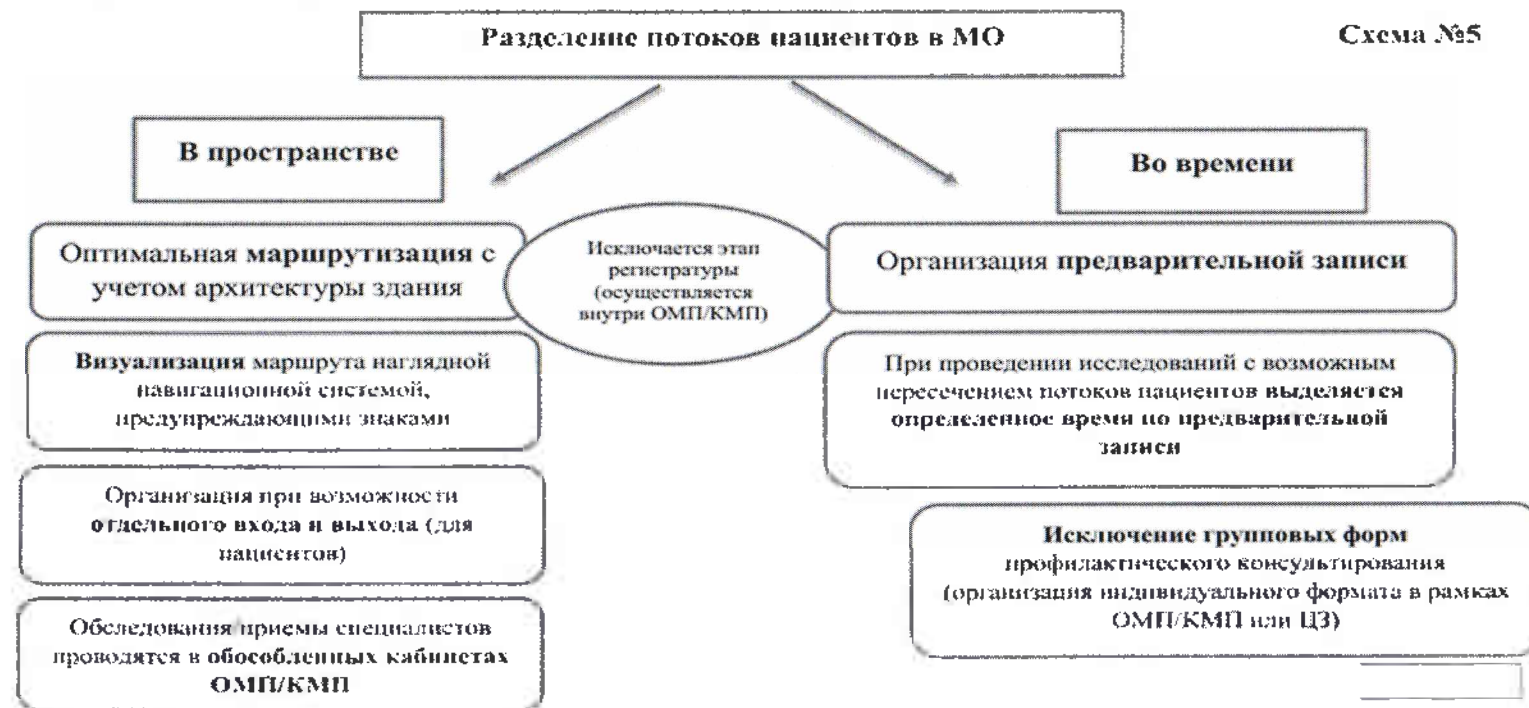 Разделение потоков пациентов в МО
Схема №5
В пространстве
Оптимальная маршрутизация с
учетом архитектуры здания
Визуализация маршрута наглядной
навигационной системой,
предупреждающими знаками
Организация при возможности
отдельного входа и выхода (для
пациентов)
Обследования приемы специалистов
проводятся в обособленных кабинетах
ОМП/КМП
Исключается этап
регистратуры
(осуществляется
внутри ОМП/КМП)
Во времени
Организация предварительной записи
При проведении исследований с возможным
пересечением потоков пациентов выделяется
определенное время по предварительной
записи
Исключение групповых форм
профилактического консультирования
(организация индивидуального формата в рамках
ОМП/КМП или ЦЗ)